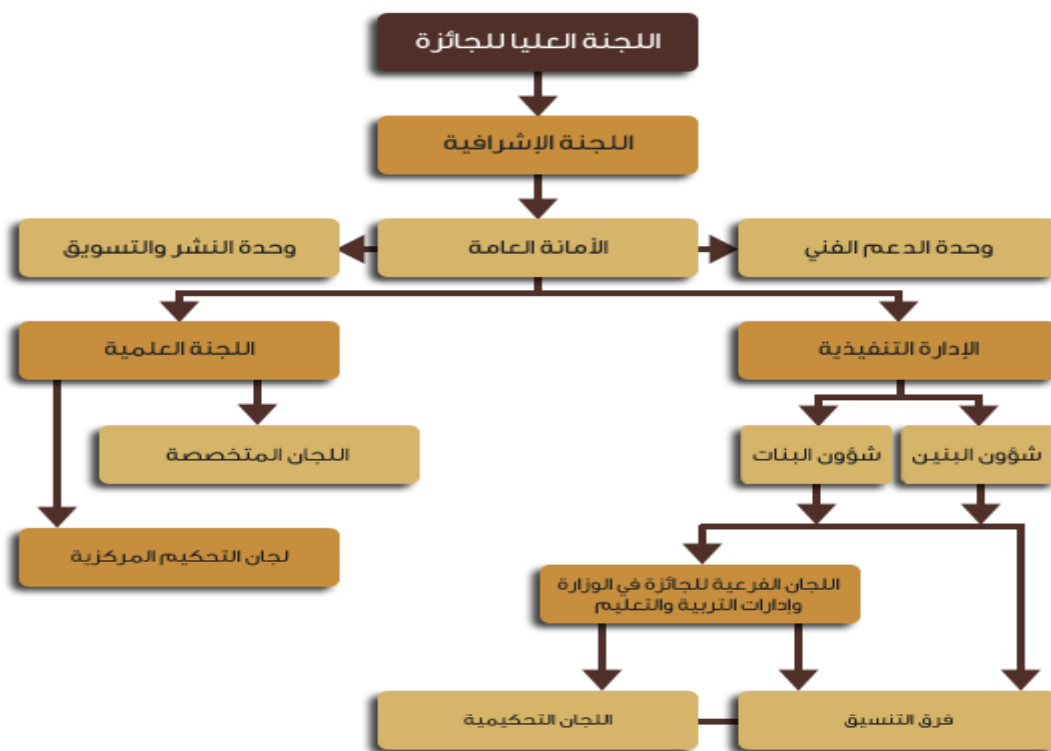 اللجنة العليا للجائزة
اللجنة الإشرافية
وحدة الدعم الفني
الأمانة العامة
وحدة النشر والتسويق
الإدارة التنفيذية
اللجنة العلمية
شؤون البنين
شؤون البنات
اللجان المتخصصة
لجان التحكيم المركزية
اللجان الفرعية للجائزة في الوزارة
وإدارات التربية والتعليم
فرق التنسيق
اللجان التحكيمية